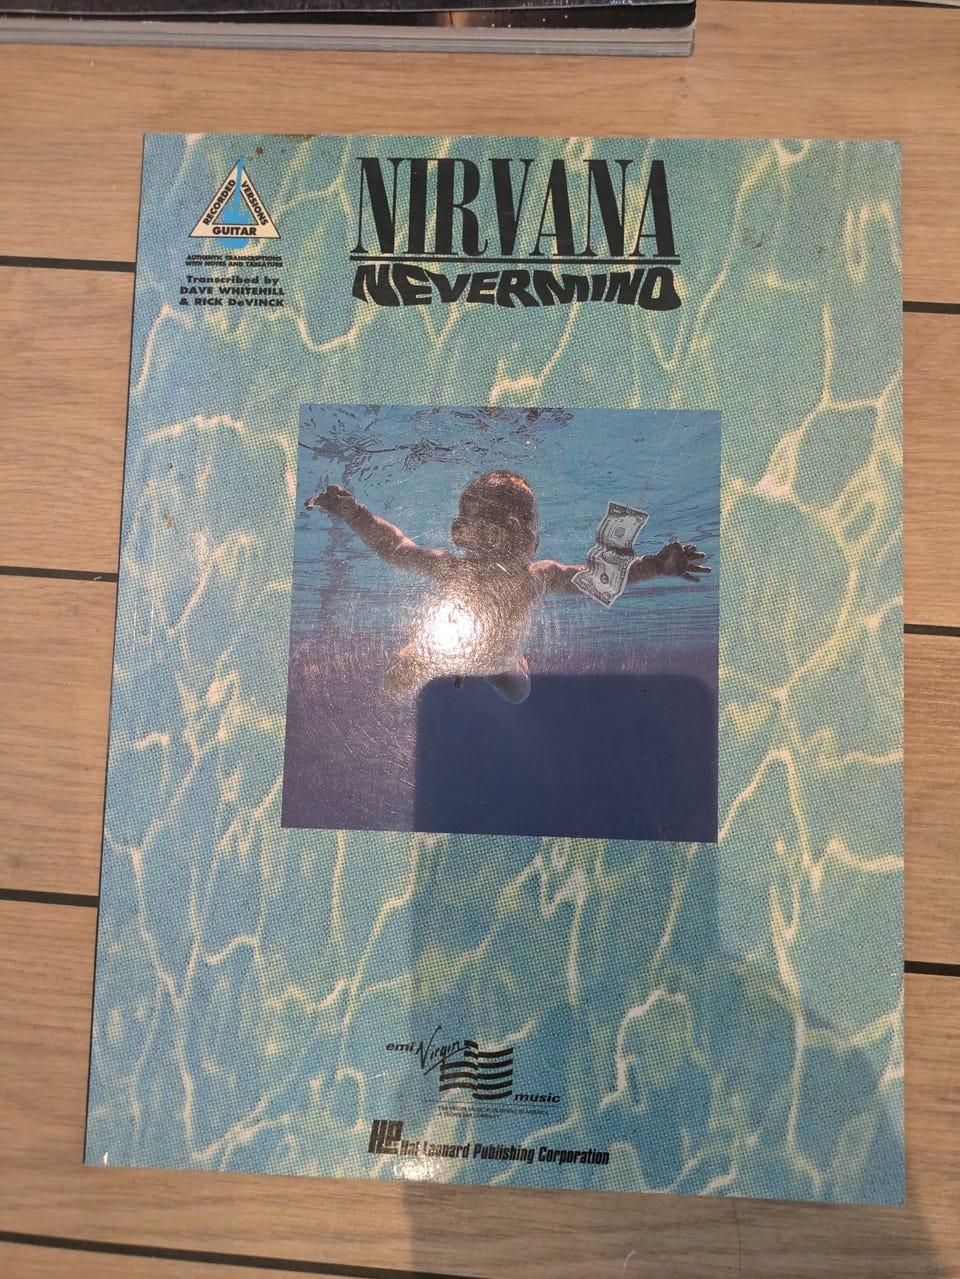 RECORDED
VERSIONS
GUITAR
AUTHENTIC TRANSCRIPTIONS
WITH NOTES AND TABLATURE
Transcribed by
DAVE WHITEHILL
& RICK DeVINCK
NIRVANA
NEVERMIND
emi Virgin
music
HL Hal Leonard Publishing Corporation